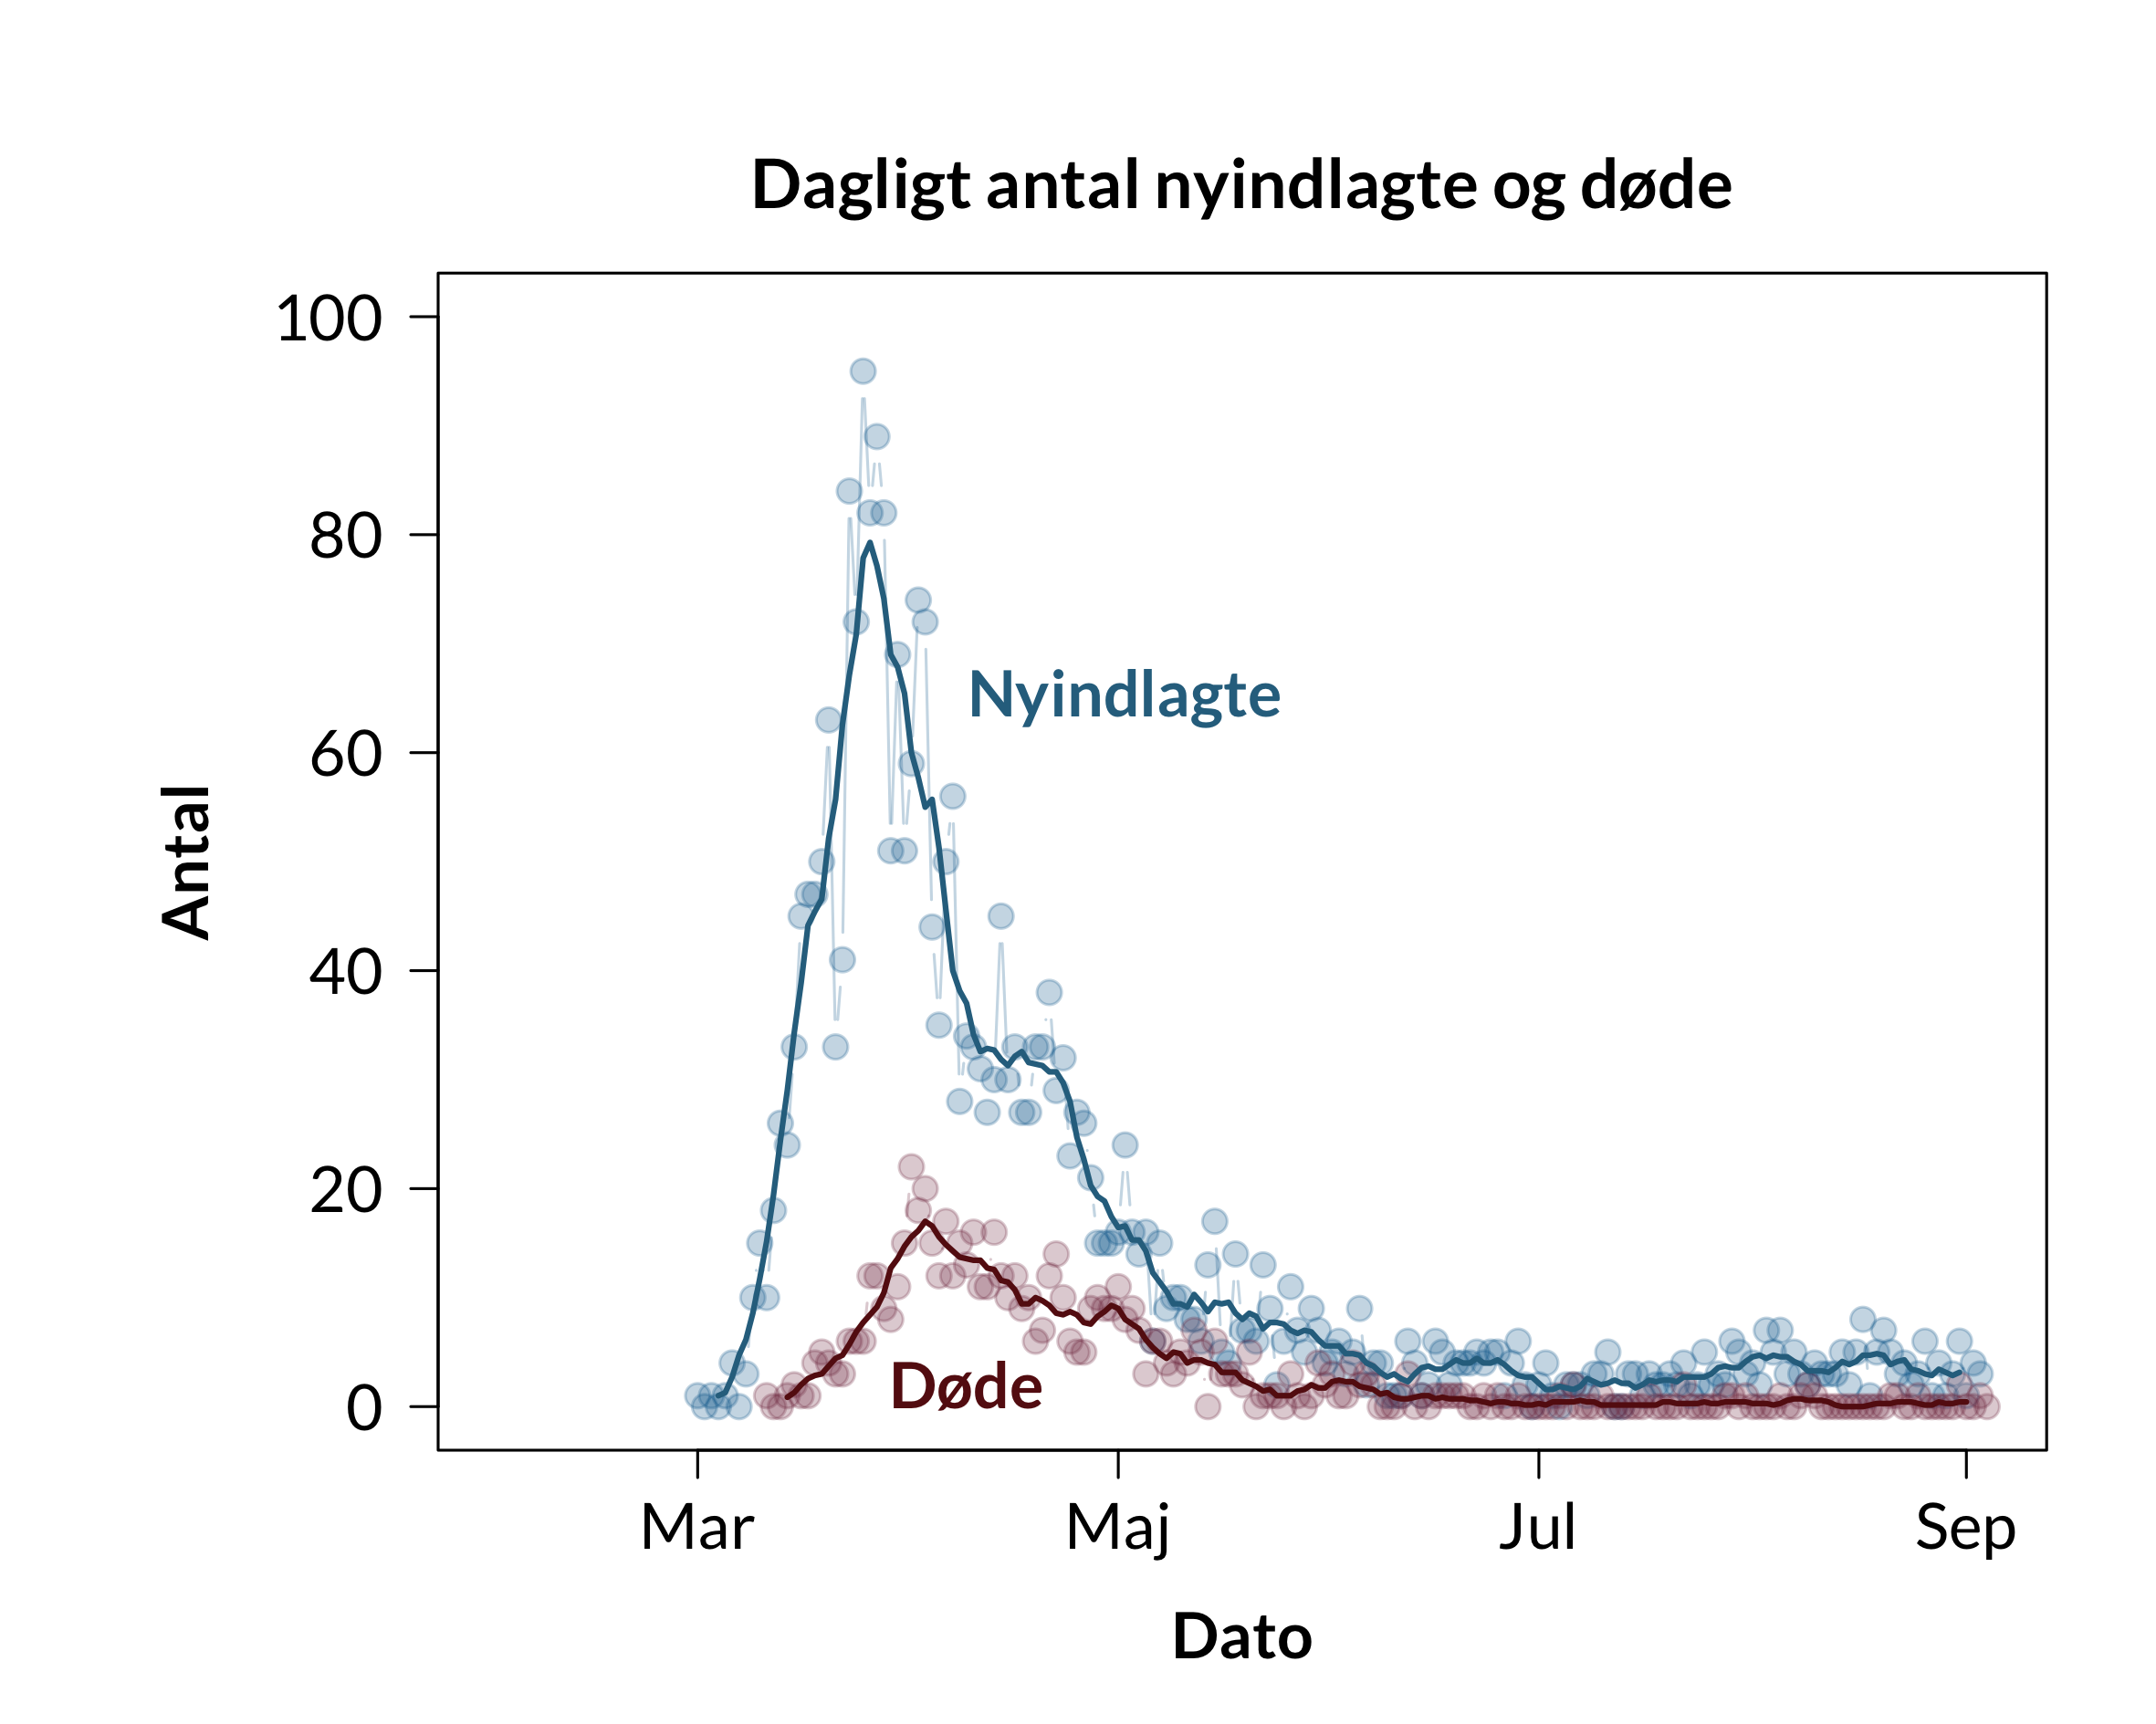 Dagligt antal nyindlagte og døde
100
80
60
40
20
0
Antal
Nyindlagte
Døde
Mar
Maj
Jul
Sep
Dato